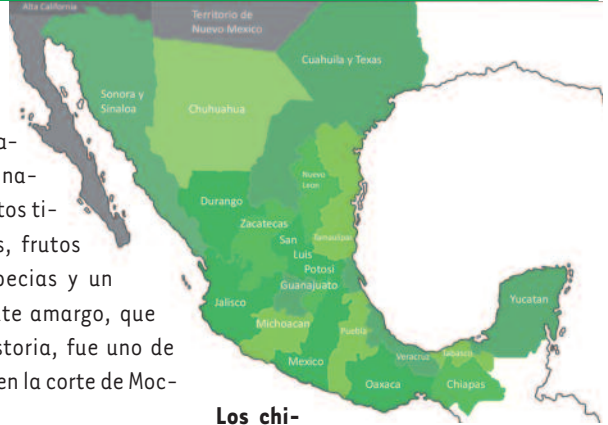 Alta California
Territorio de
Nuevo Mexico
Cuahuila y Texas
Sonora y
Sinaloa
Chuhuahua
Nuevo
Leon
Durango
Zacatecas
San
Luis
Potosi
Tamaulipas
Guanajuato
Jalisco
Michoacan
Mexico
Puebla
Veracruz
Tabasco
Oaxaca
Chiapas
Yucatan
a-
na-
tos ti-
s, frutos
pecias y un
te amargo, que
storia, fue uno de
en la corte de Moc-
Los chi-